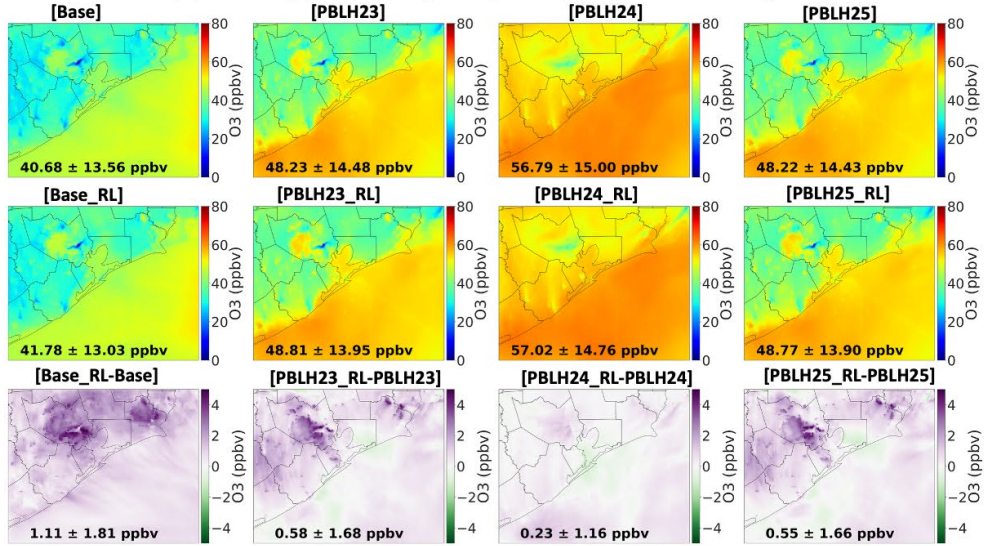 [Base] [PBLH23] [PBLH24] [PBLH25]
80 80 80 80
60 60 60 60
40 40 40 40
20 20 20 20
0 0 0 0
O3 (ppbv) O3 (ppbv) O3 (ppbv) O3 (ppbv)
40.68 ± 13.56 ppbv 48.23 ± 14.48 ppbv 56.79 ± 15.00 ppbv 48.22 ± 14.43 ppbv
[Base_RL] [PBLH23_RL] [PBLH24_RL] [PBLH25_RL]
80 80 80 80
60 60 60 60
40 40 40 40
20 20 20 20
0 0 0 0
O3 (ppbv) O3 (ppbv) O3 (ppbv) O3 (ppbv)
41.78 ± 13.03 ppbv 48.81 ± 13.95 ppbv 57.02 ± 14.76 ppbv 48.77 ± 13.90 ppbv
[Base_RL-Base] [PBLH23_RL-PBLH23] [PBLH24_RL-PBLH24] [PBLH25_RL-PBLH25]
4 4 4 4
2 2 2 2
0 0 0 0
−2 −2 −2 −2
−4 −4 −4 −4
O3 (ppbv) O3 (ppbv) O3 (ppbv) O3 (ppbv)
1.11 ± 1.81 ppbv 0.58 ± 1.68 ppbv 0.23 ± 1.16 ppbv 0.55 ± 1.66 ppbv